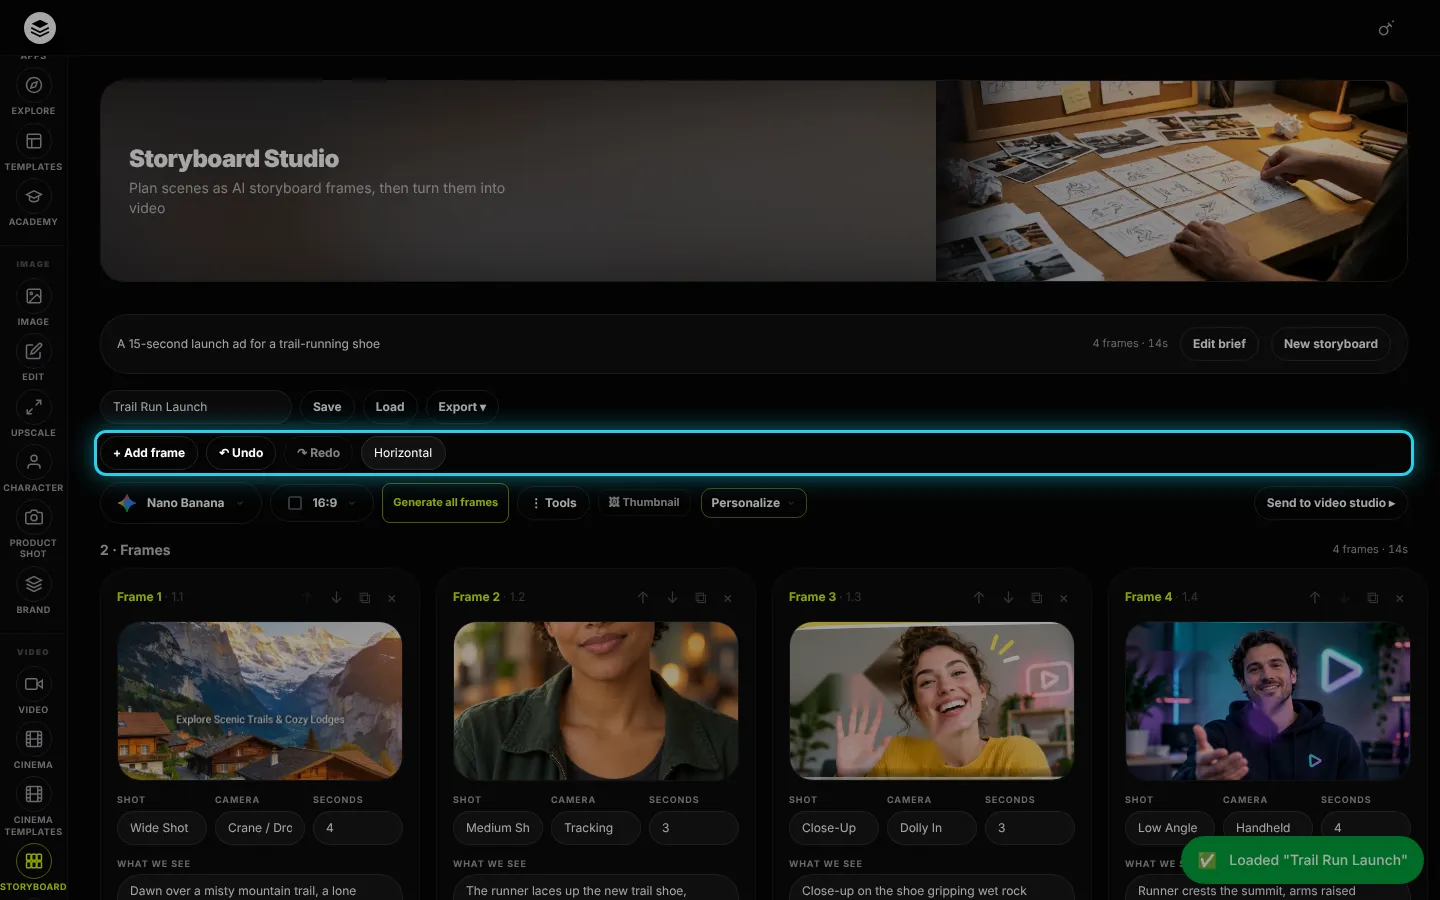 APPS
EXPLORE
TEMPLATES
ACADEMY
IMAGE
IMAGE
EDIT
UPSCALE
CHARACTER
PRODUCT
SHOT
BRAND
VIDEO
VIDEO
CINEMA
CINEMA
TEMPLATES
STORYBOARD
Storyboard Studio
Plan scenes as AI storyboard frames, then turn them into
video
A 15-second launch ad for a trail-running shoe
4 frames · 14s
Edit brief
New storyboard
Trail Run Launch
Save
Load
Export ▾
+ Add frame
↶ Undo
↷ Redo
Horizontal
Nano Banana
16:9
Generate all frames
⋮ Tools
🖼 Thumbnail
Personalize
Send to video studio ▸
2 · Frames
4 frames · 14s
Frame 1 · 1.1
Explore Scenic Trails & Cozy Lodges
SHOT
CAMERA
SECONDS
Wide Shot
Crane / Drc
4
WHAT WE SEE
Dawn over a misty mountain trail, a lone
Frame 2 · 1.2
SHOT
CAMERA
SECONDS
Medium Sh
Tracking
3
WHAT WE SEE
The runner laces up the new trail shoe,
Frame 3 · 1.3
SHOT
CAMERA
SECONDS
Close-Up
Dolly In
3
WHAT WE SEE
Close-up on the shoe gripping wet rock
Frame 4 · 1.4
SHOT
CAMERA
SECONDS
Low Angle
Handheld
4
WHAT WE S
Runner crests the summit, arms raised
✅ Loaded "Trail Run Launch"